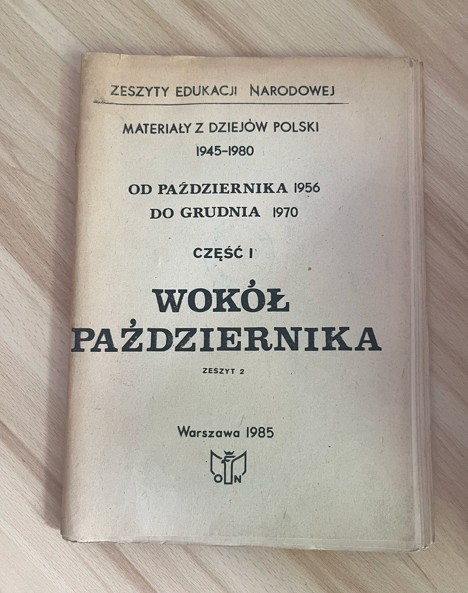 ZESZYTY EDUKACJI NARODOWEJ
MATERIAŁY Z DZIEJÓW POLSKI
1945-1980
OD PAŹDZIERNIKA 1956
DO GRUDNIA 1970
CZĘŚĆ I
WOKÓŁ
PAŹDZIERNIKA
ZESZYT 2
Warszawa 1985
O N